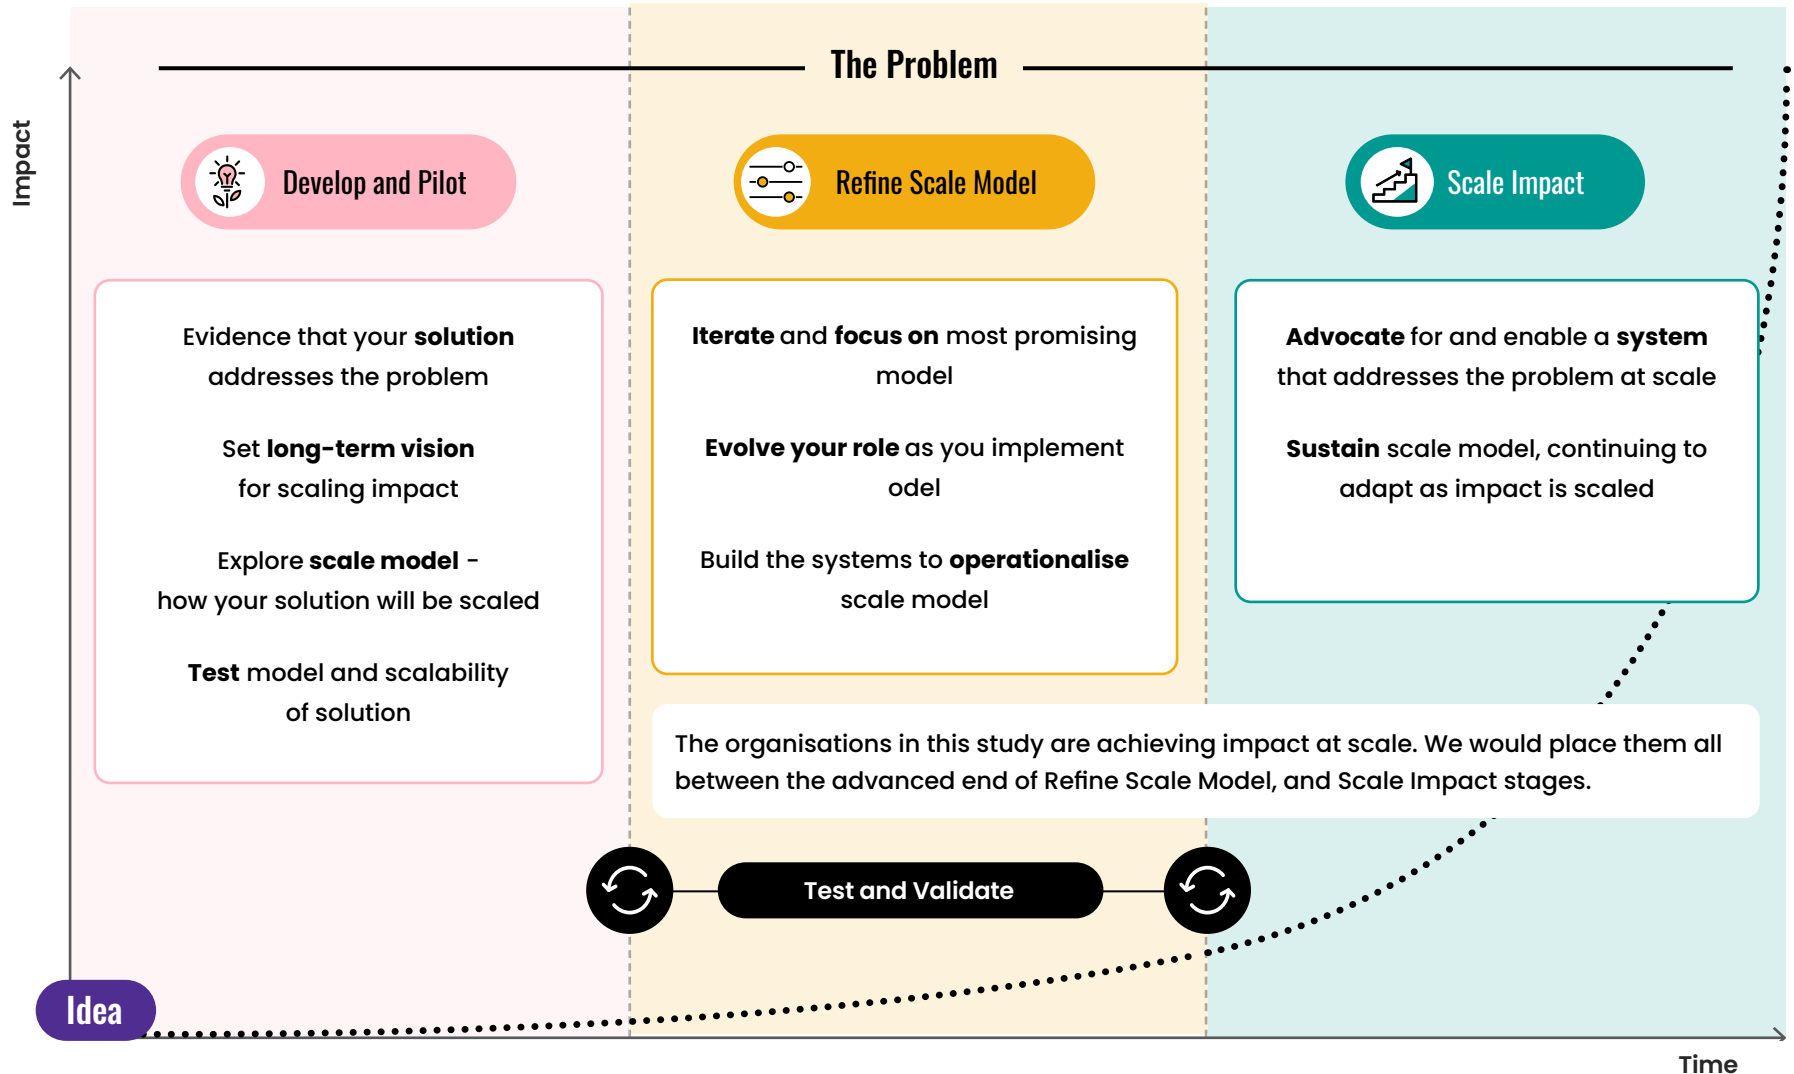 The Problem
Impact
Develop and Pilot
Refine Scale Model
Scale Impact
Evidence that your solution
addresses the problem
Set long-term vision
for scaling impact
Explore scale model -
how your solution will be scaled
Test model and scalability
of solution
Iterate and focus on most promising
model
Evolve your role as you implement
odel
Build the systems to operationalise
scale model
Advocate for and enable a system
that addresses the problem at scale
Sustain scale model, continuing to
adapt as impact is scaled
The organisations in this study are achieving impact at scale. We would place them all
between the advanced end of Refine Scale Model, and Scale Impact stages.
Test and Validate
Idea
Time